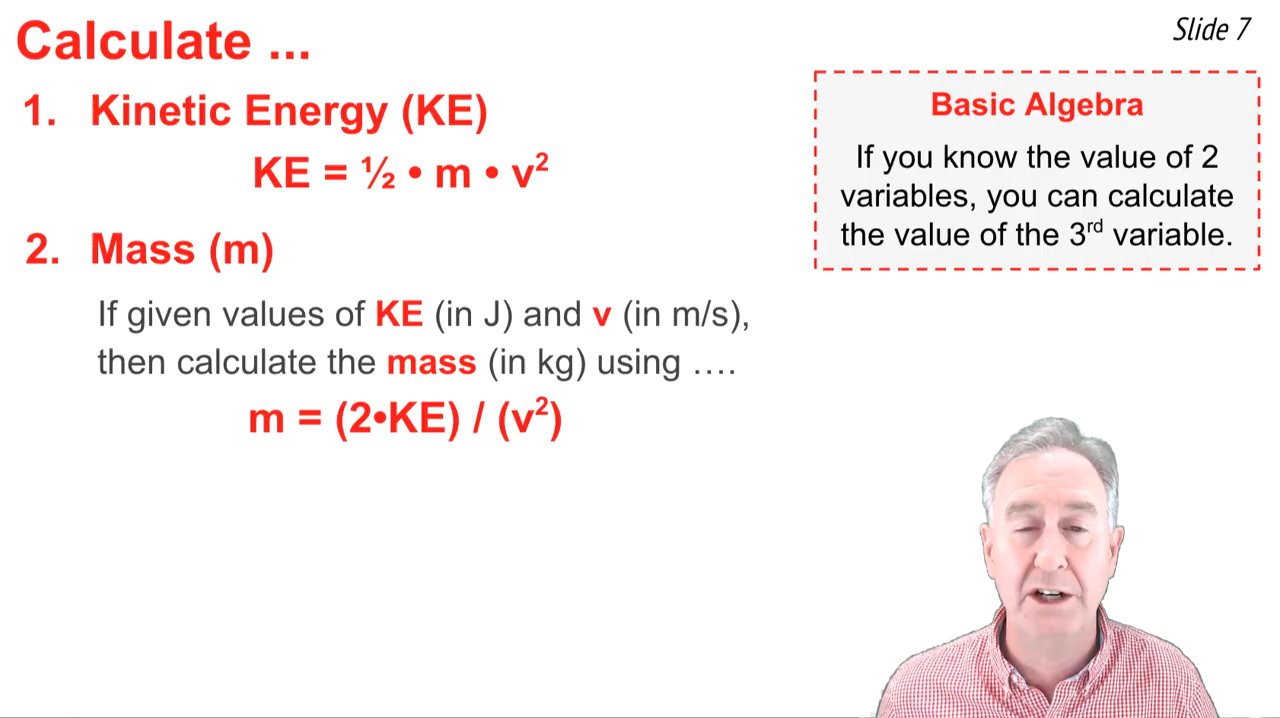 Calculate ...
Slide 7
1. Kinetic Energy (KE)
KE = ½ • m • v²
Basic Algebra
If you know the value of 2
variables, you can calculate
the value of the 3ʳᵈ variable.
2. Mass (m)
If given values of KE (in J) and v (in m/s),
then calculate the mass (in kg) using ….
m = (2•KE) / (v²)